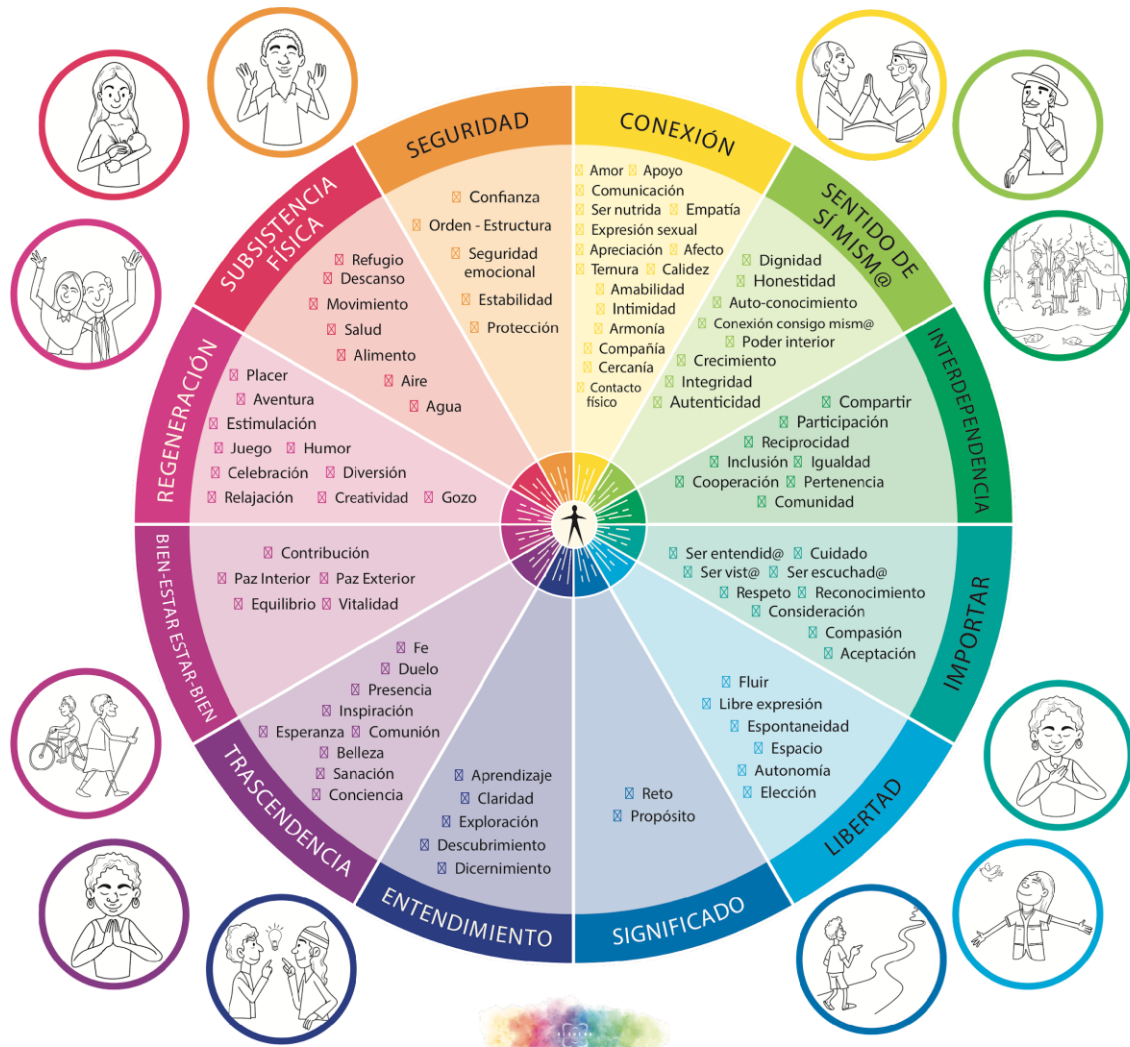 SEGURIDAD
Confianza
Orden - Estructura
Seguridad
emocional
Estabilidad
Protección
CONEXIÓN
Amor Apoyo
Comunicación
Ser nutrida Empatía
Expresión sexual
Apreciación Afecto
Ternura Calidez
Amabilidad
Intimidad
Armonía
Compañía
Cercanía
Contacto
físico
SENTIDO DE
SÍ MISM@
Dignidad
Honestidad
Auto-conocimiento
Conexión consigo mism@
Poder interior
Crecimiento
Integridad
Autenticidad
INTERDEPENDENCIA
Compartir
Participación
Reciprocidad
Inclusión Igualdad
Cooperación Pertenencia
Comunidad
IMPORTAR
Ser entendid@ Cuidado
Ser vist@ Ser escuchad@
Respeto Reconocimiento
Consideración
Compasión
Aceptación
LIBERTAD
Fluir
Libre expresión
Espontaneidad
Espacio
Autonomía
Elección
SIGNIFICADO
Reto
Propósito
ENTENDIMIENTO
Aprendizaje
Claridad
Exploración
Descubrimiento
Dicernimiento
TRASCENDENCIA
Fe
Duelo
Presencia
Inspiración
Esperanza Comunión
Belleza
Sanación
Conciencia
BIEN-ESTAR ESTAR-BIEN
Contribución
Paz Interior Paz Exterior
Equilibrio Vitalidad
REGENERACIÓN
Placer
Aventura
Estimulación
Juego Humor
Celebración Diversión
Relajación Creatividad Gozo
SUBSISTENCIA
FÍSICA
Refugio
Descanso
Movimiento
Salud
Alimento
Aire
Agua